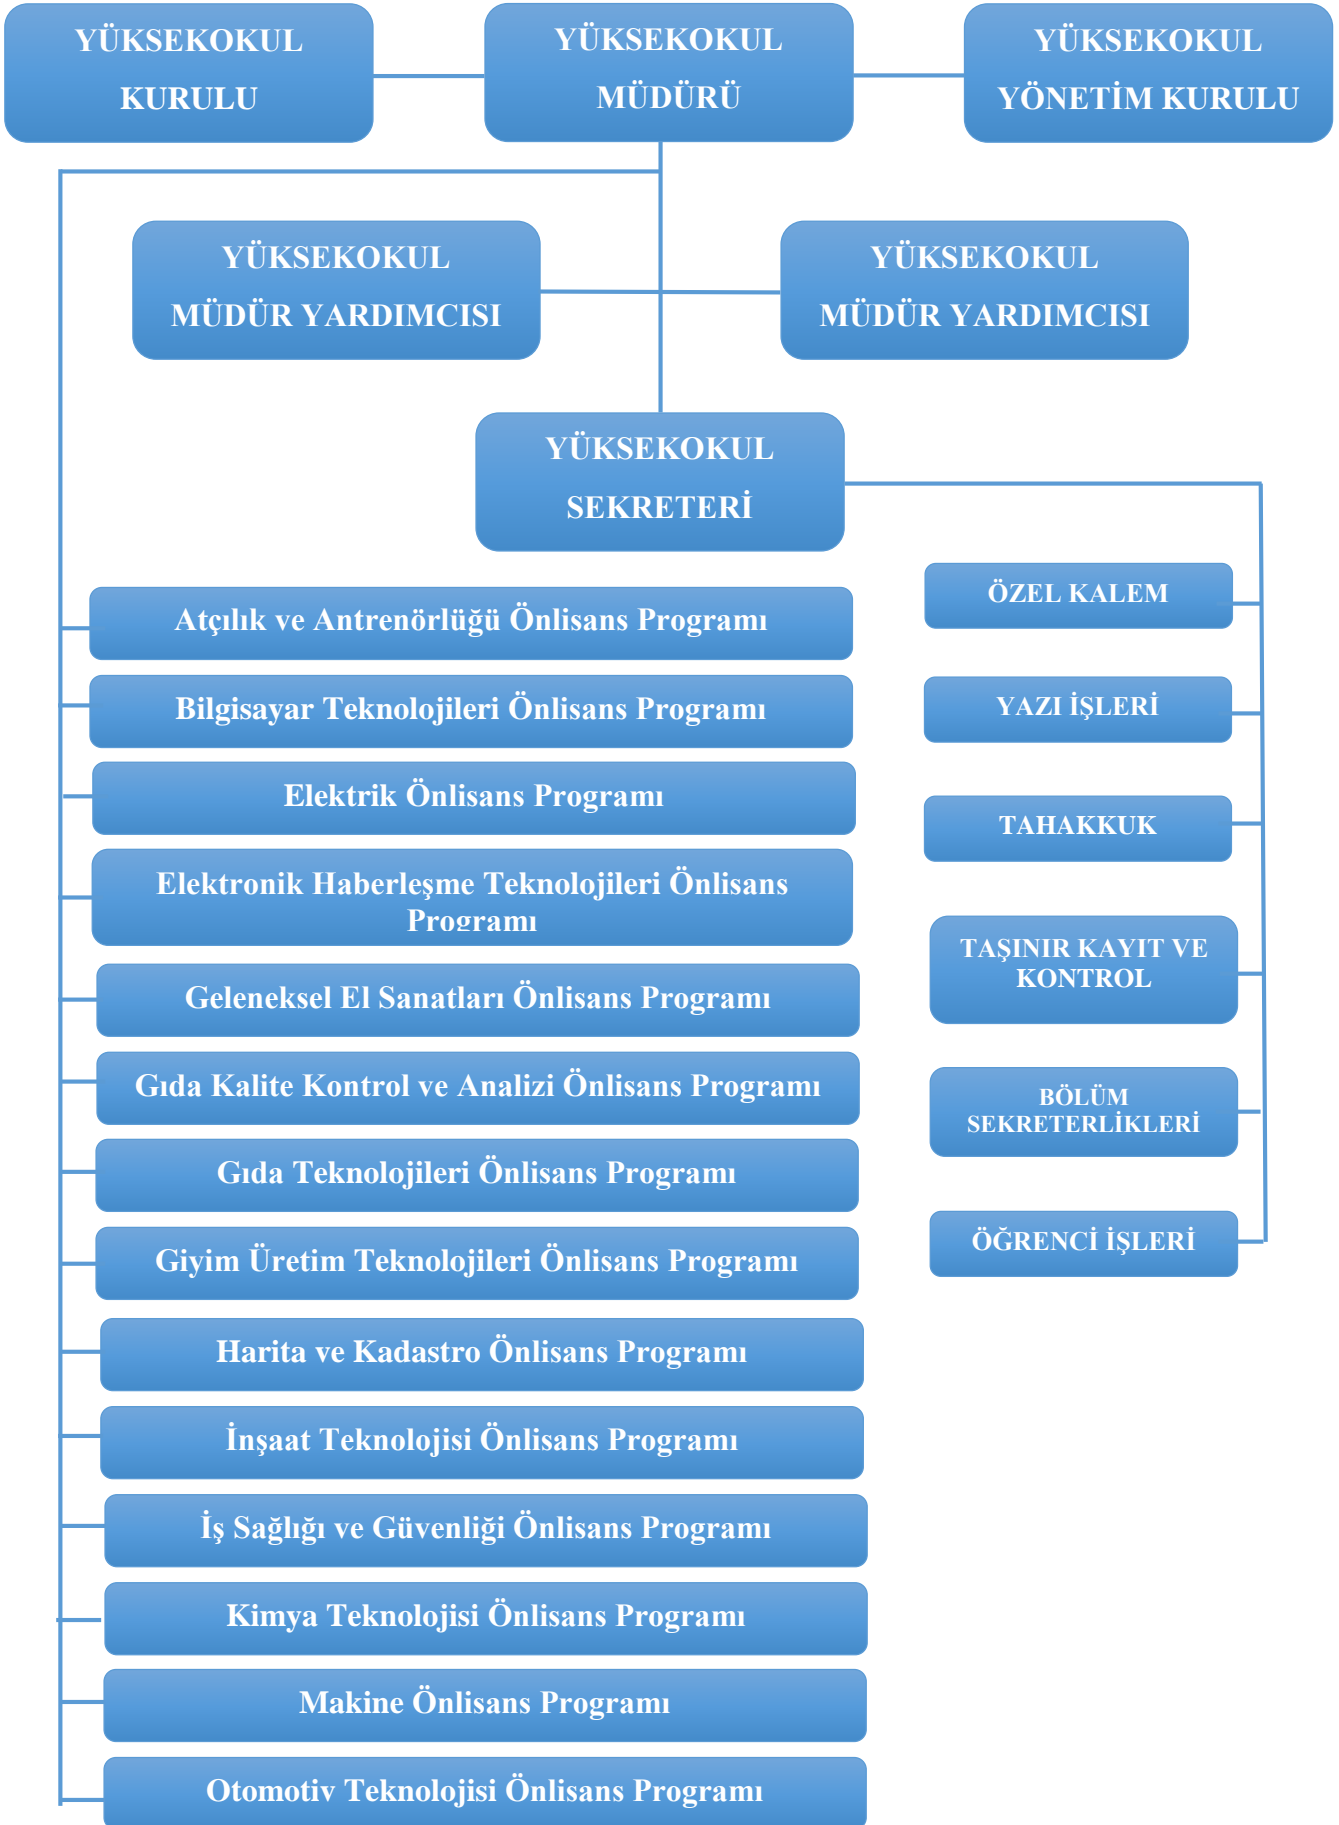 YÜKSEKOKUL
KURULU
YÜKSEKOKUL
MÜDÜRÜ
YÜKSEKOKUL
YÖNETİM KURULU
YÜKSEKOKUL
MÜDÜR YARDIMCISI
YÜKSEKOKUL
MÜDÜR YARDIMCISI
YÜKSEKOKUL
SEKRETERİ
Atçılık ve Antrenörlüğü Önlisans Programı
Bilgisayar Teknolojileri Önlisans Programı
Elektrik Önlisans Programı
Elektronik Haberleşme Teknolojileri Önlisans
Programı
Geleneksel El Sanatları Önlisans Programı
Gıda Kalite Kontrol ve Analizi Önlisans Programı
Gıda Teknolojileri Önlisans Programı
Giyim Üretim Teknolojileri Önlisans Programı
Harita ve Kadastro Önlisans Programı
İnşaat Teknolojisi Önlisans Programı
İş Sağlığı ve Güvenliği Önlisans Programı
Kimya Teknolojisi Önlisans Programı
Makine Önlisans Programı
Otomotiv Teknolojisi Önlisans Programı
ÖZEL KALEM
YAZI İŞLERİ
TAHAKKUK
TAŞINIR KAYIT VE
KONTROL
BÖLÜM
SEKRETERLİKLERİ
ÖĞRENCİ İŞLERİ